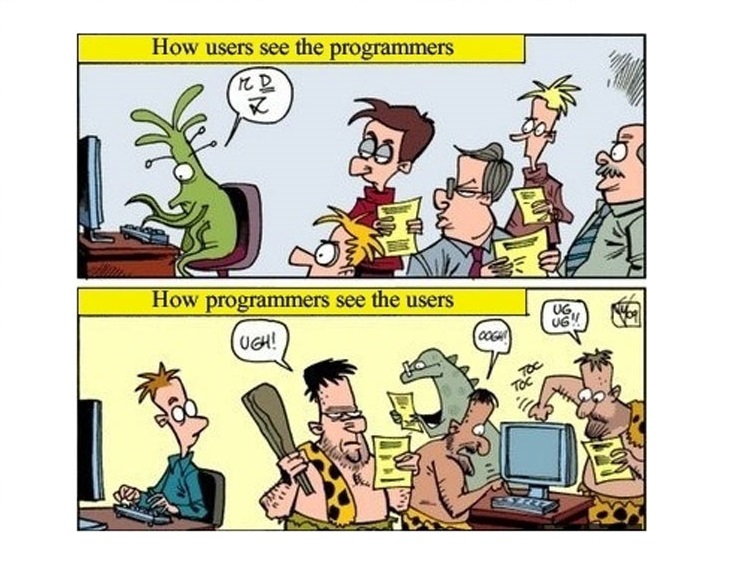 How users see the programmers
How programmers see the users
UGH!
OOGH!
UG
UG!!
TOC
TOC